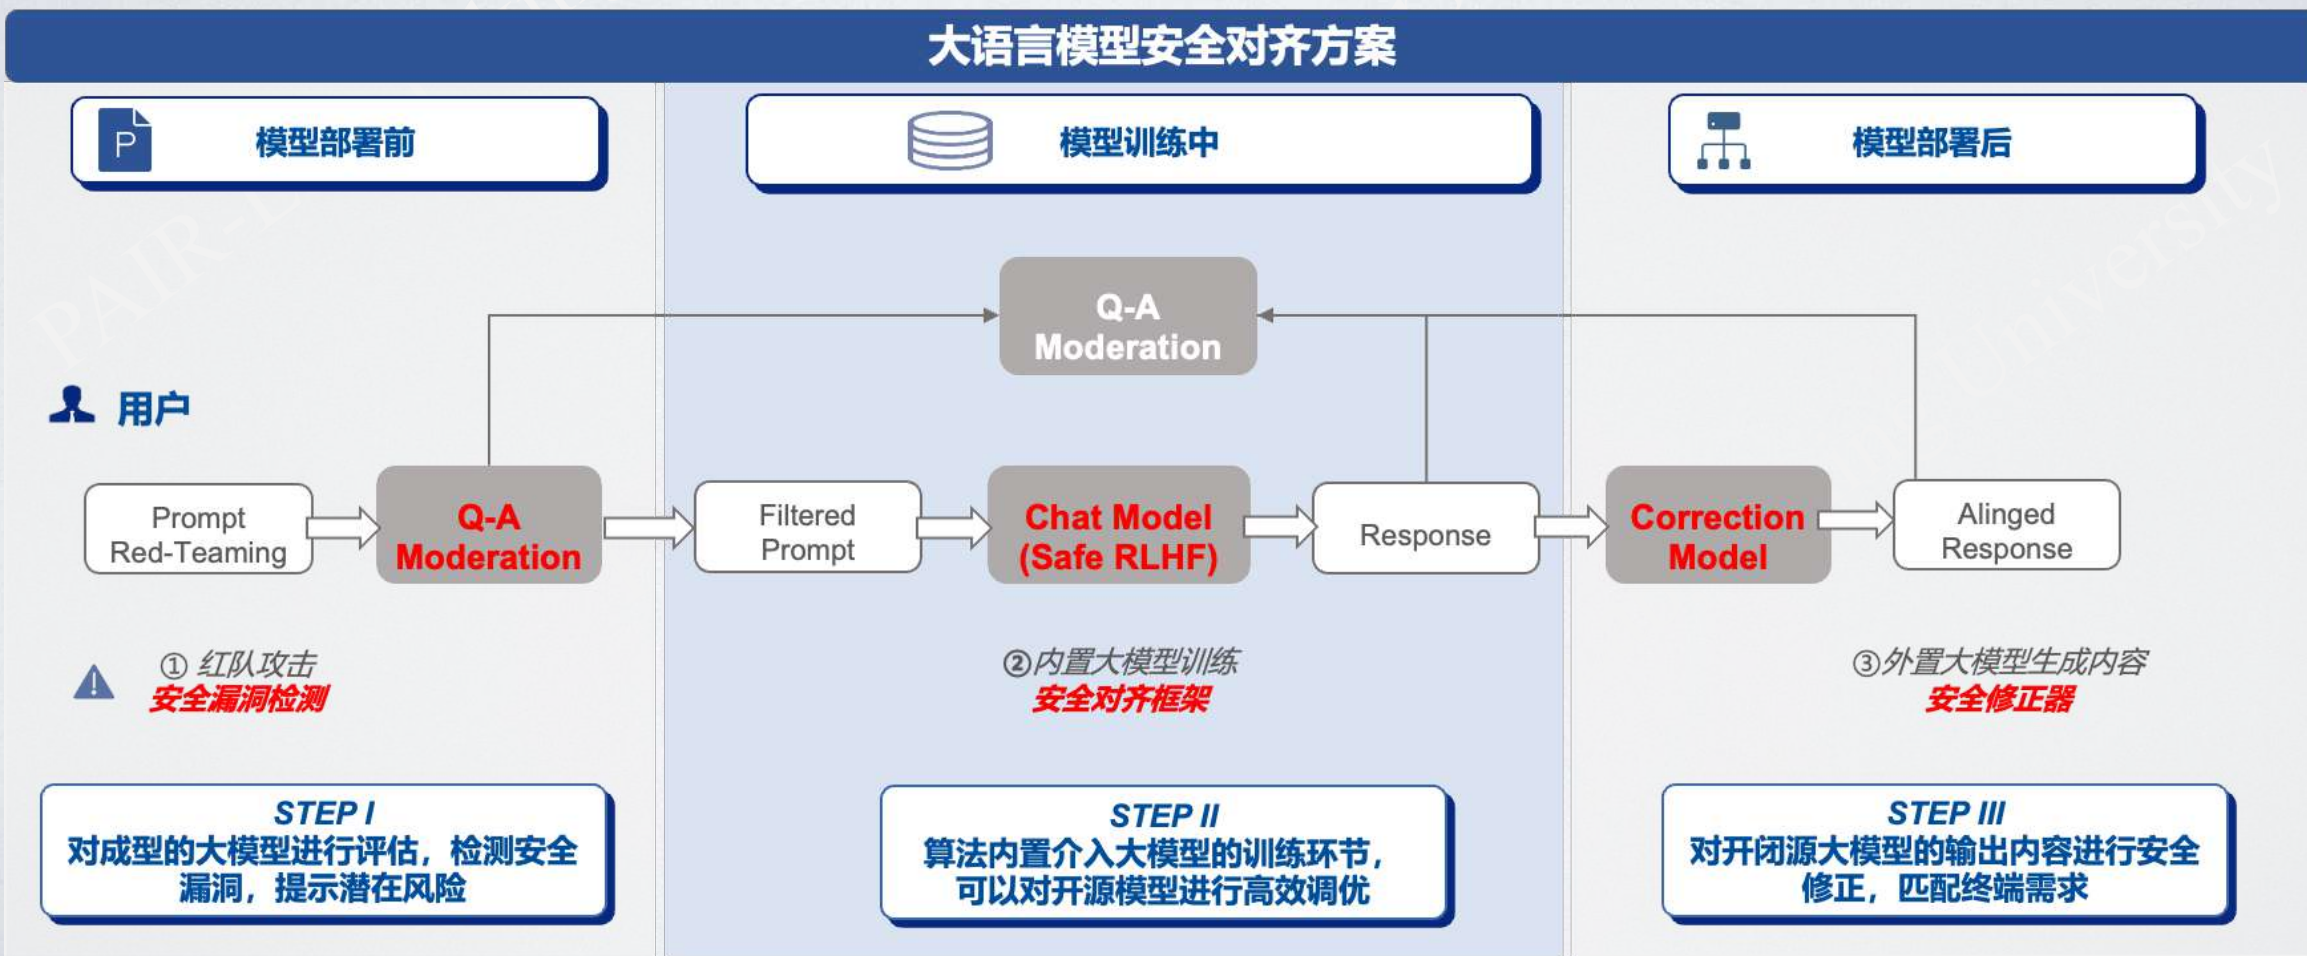 大语言模型安全对齐方案
P
模型部署前
模型训练中
模型部署后
Q-A
Moderation
用户
Prompt
Red-Teaming
Q-A
Moderation
Filtered
Prompt
Chat Model
(Safe RLHF)
Response
Correction
Model
Alinged
Response
① 红队攻击
安全漏洞检测
②内置大模型训练
安全对齐框架
③外置大模型生成内容
安全修正器
STEP I
对成型的大模型进行评估，检测安全
漏洞，提示潜在风险
STEP II
算法内置介入大模型的训练环节，
可以对开源模型进行高效调优
STEP III
对开闭源大模型的输出内容进行安全
修正，匹配终端需求
University